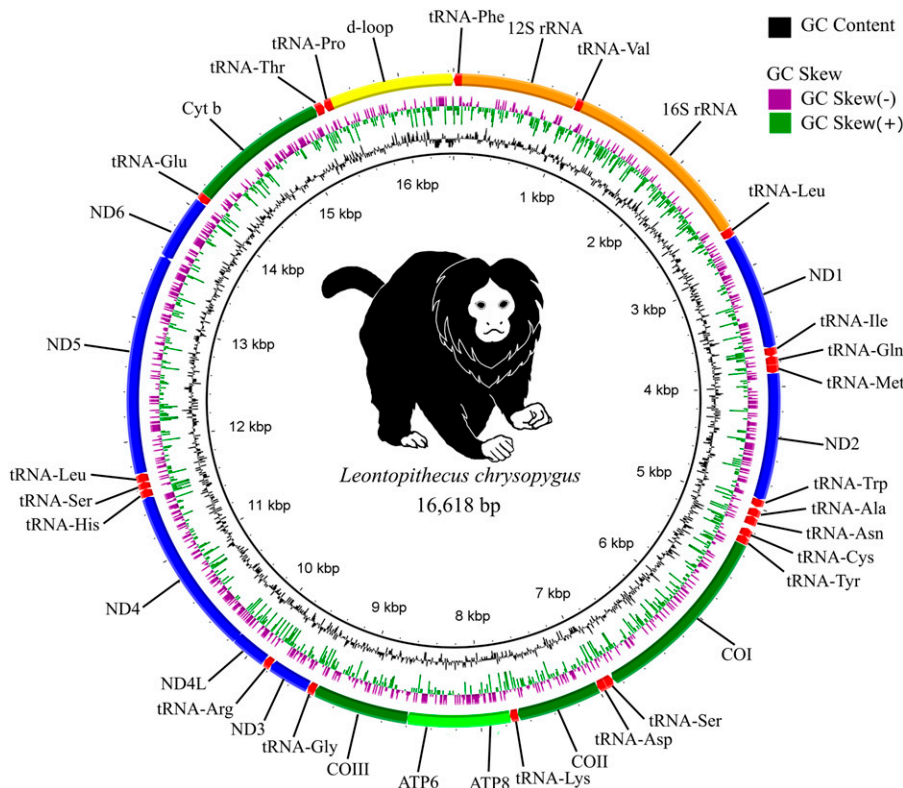 tRNA-Phe
12S rRNA
tRNA-Val
16S rRNA
tRNA-Leu
ND1
tRNA-Ile
tRNA-Gln
tRNA-Met
ND2
tRNA-Trp
tRNA-Ala
tRNA-Asn
tRNA-Cys
tRNA-Tyr
COI
tRNA-Ser
tRNA-Asp
COII
tRNA-Lys
ATP8
ATP6
COIII
tRNA-Gly
ND3
tRNA-Arg
ND4L
ND4
tRNA-His
tRNA-Ser
tRNA-Leu
ND5
ND6
tRNA-Glu
Cyt b
tRNA-Thr
tRNA-Pro
d-loop
GC Content
GC Skew
GC Skew(-)
GC Skew(+)
1 kbp
2 kbp
3 kbp
4 kbp
5 kbp
6 kbp
7 kbp
8 kbp
9 kbp
10 kbp
11 kbp
12 kbp
13 kbp
14 kbp
15 kbp
16 kbp
Leontopithecus chrysopygus
16,618 bp